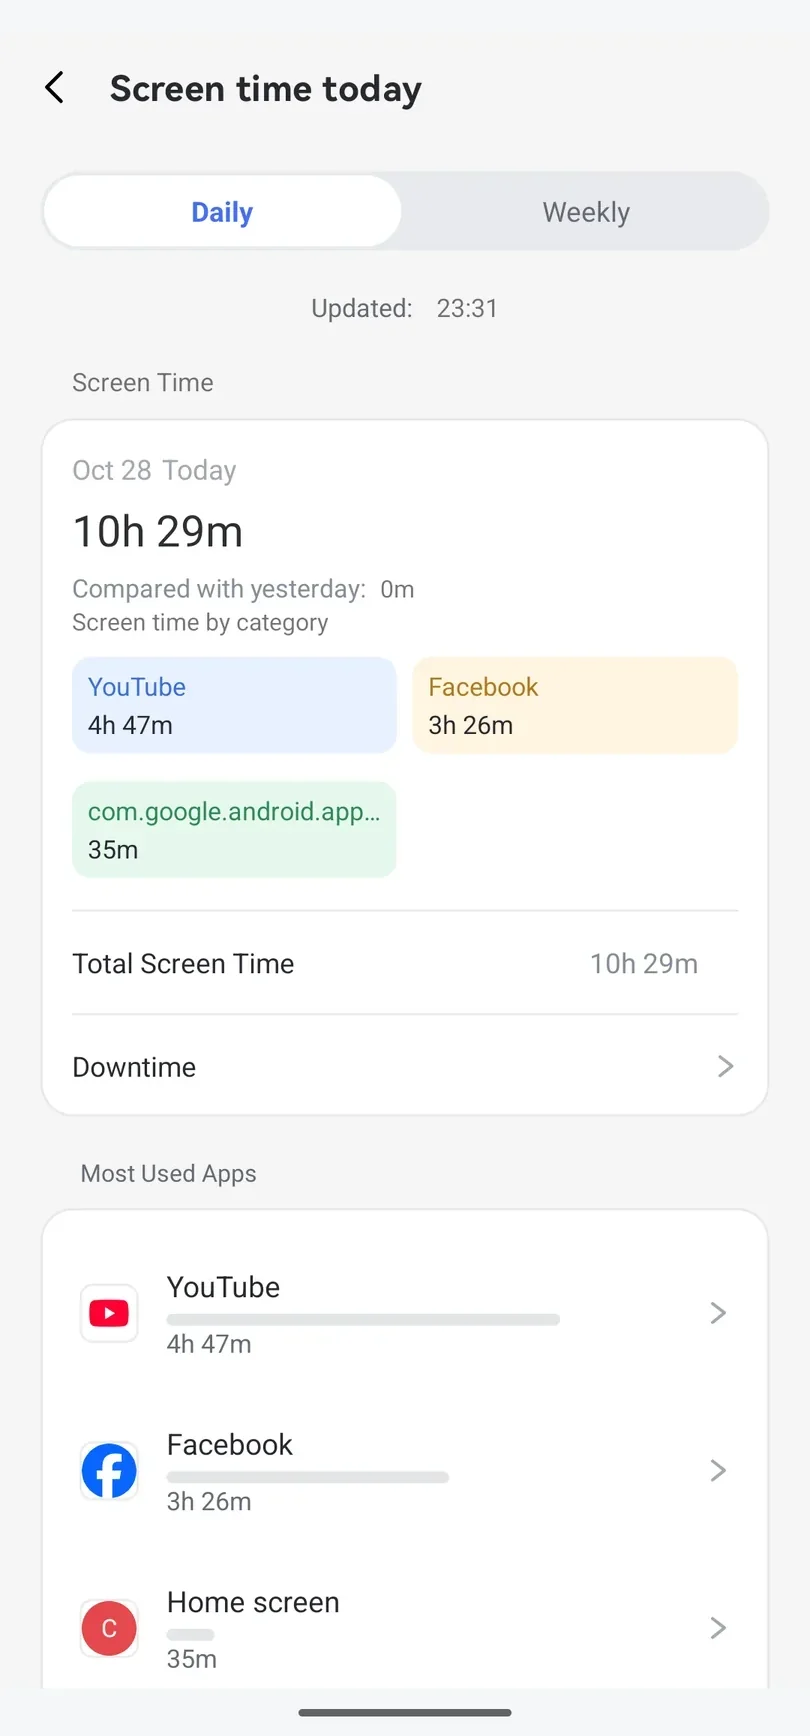 Screen time today
Daily Weekly
Updated: 23:31
Screen Time
Oct 28 Today
10h 29m
Compared with yesterday: 0m
Screen time by category
YouTube
4h 47m
Facebook
3h 26m
com.google.android.app...
35m
Total Screen Time 10h 29m
Downtime
Most Used Apps
YouTube
4h 47m
Facebook
3h 26m
C
Home screen
35m